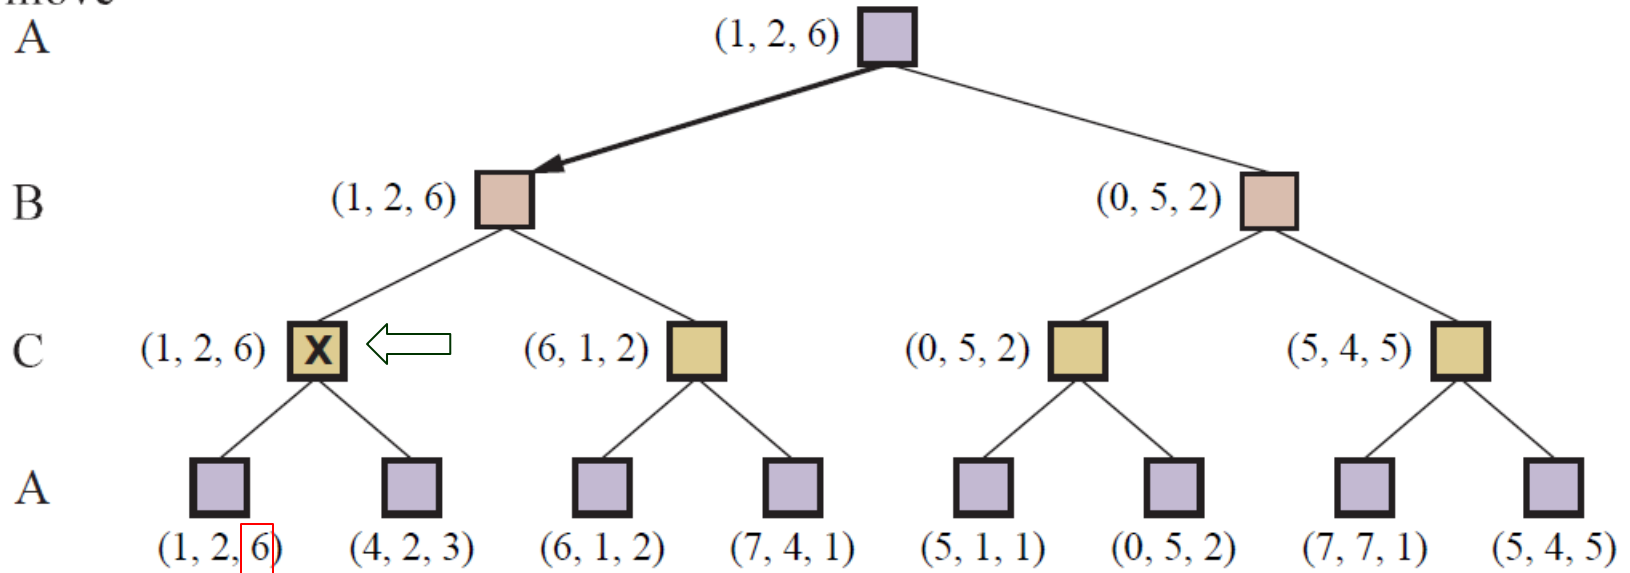 move
A (1, 2, 6)
B (1, 2, 6) (0, 5, 2)
C (1, 2, 6) X (6, 1, 2) (0, 5, 2) (5, 4, 5)
A
(1, 2, 6) (4, 2, 3) (6, 1, 2) (7, 4, 1) (5, 1, 1) (0, 5, 2) (7, 7, 1) (5, 4, 5)